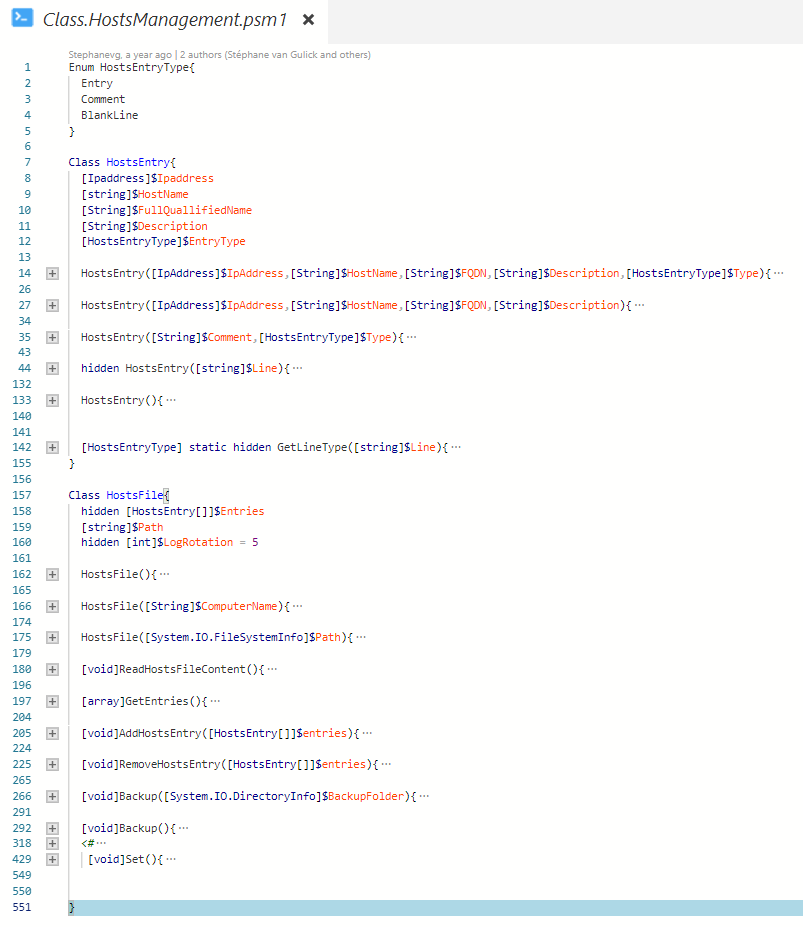 Class.HostsManagement.psm1 ×
Stephanevg, a year ago | 2 authors (Stéphane van Gulick and others)
1 Enum HostsEntryType{
2 Entry
3 Comment
4 BlankLine
5 }
6
7 Class HostsEntry{
8 [Ipaddress]$Ipaddress
9 [string]$HostName
10 [String]$FullQuallifiedName
11 [String]$Description
12 [HostsEntryType]$EntryType
13
14 HostsEntry([IpAddress]$IpAddress,[String]$HostName,[String]$FQDN,[String]$Description,[HostsEntryType]$Type){···
26
27 HostsEntry([IpAddress]$IpAddress,[String]$HostName,[String]$FQDN,[String]$Description){···
34
35 HostsEntry([String]$Comment,[HostsEntryType]$Type){···
43
44 hidden HostsEntry([string]$Line){···
132
133 HostsEntry(){···
140
141
142 [HostsEntryType] static hidden GetLineType([string]$Line){···
155 }
156
157 Class HostsFile{
158 hidden [HostsEntry[]]$Entries
159 [string]$Path
160 hidden [int]$LogRotation = 5
161
162 HostsFile(){···
165
166 HostsFile([String]$ComputerName){···
174
175 HostsFile([System.IO.FileSystemInfo]$Path){···
179
180 [void]ReadHostsFileContent(){···
196
197 [array]GetEntries(){···
204
205 [void]AddHostsEntry([HostsEntry[]]$entries){···
224
225 [void]RemoveHostsEntry([HostsEntry[]]$entries){···
265
266 [void]Backup([System.IO.DirectoryInfo]$BackupFolder){···
291
292 [void]Backup(){···
318 <#···
429 [void]Set(){···
549
550
551 }